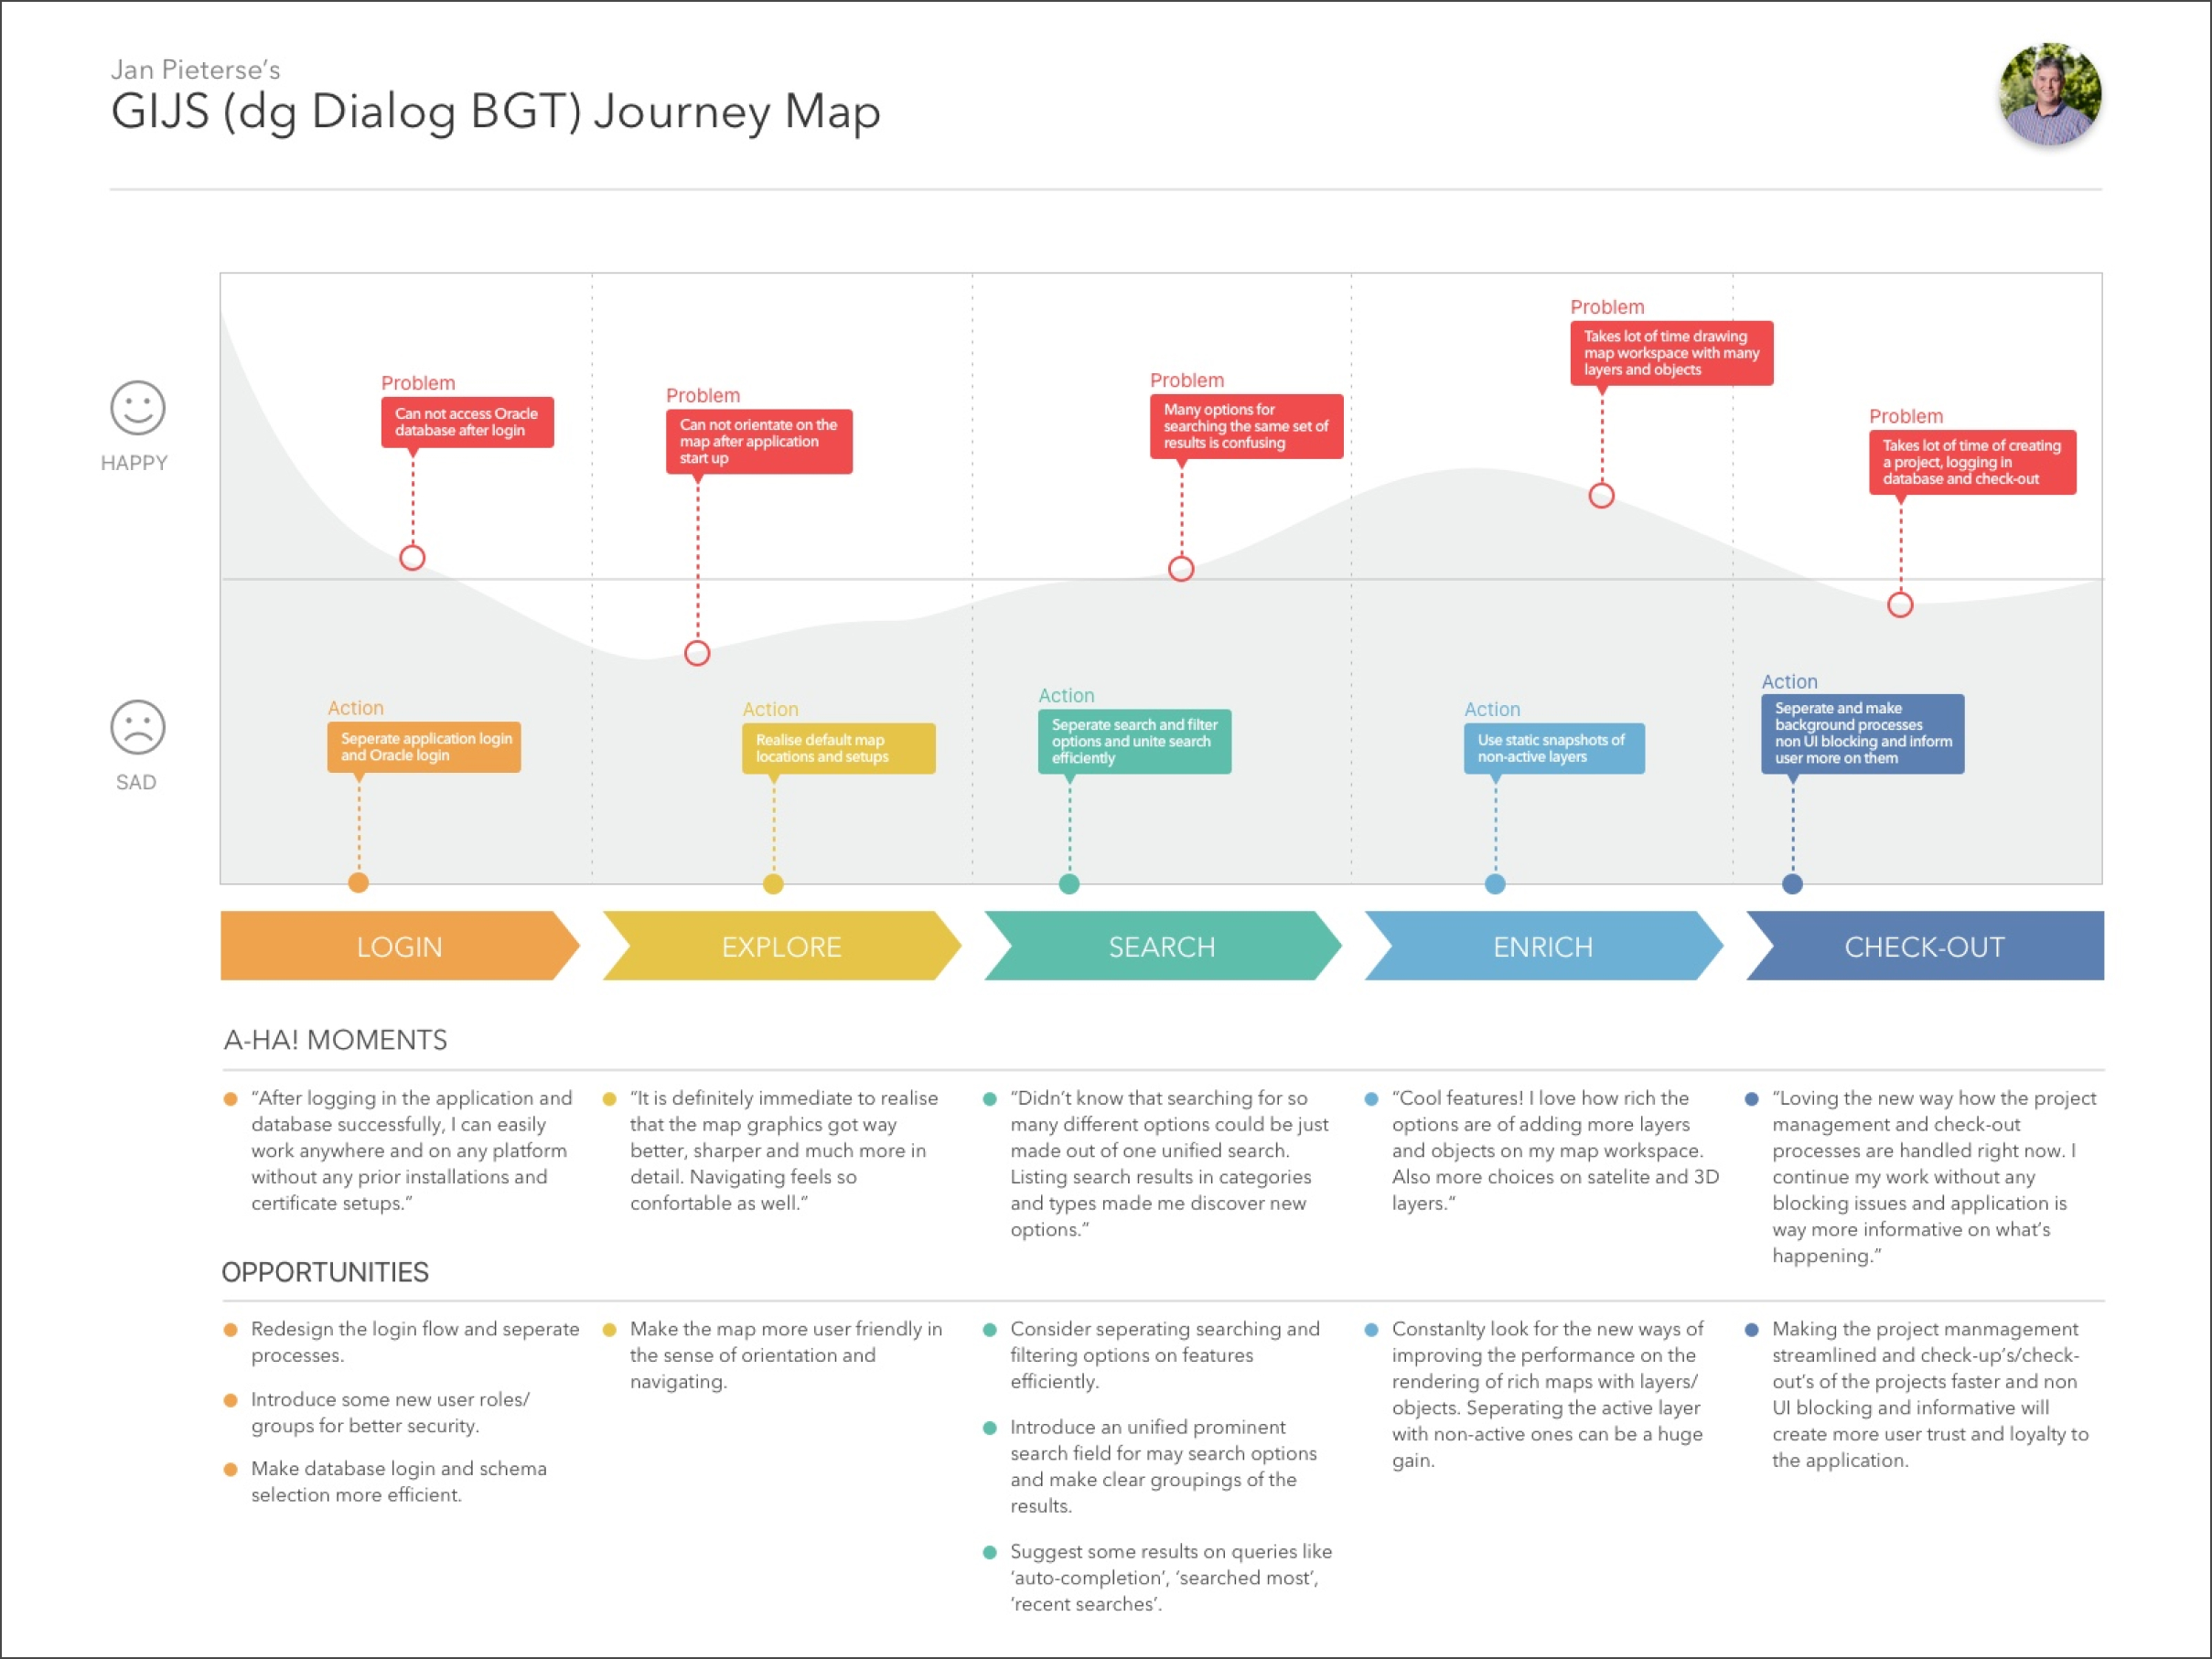 Jan Pieterse's
GIJS (dg Dialog BGT) Journey Map
HAPPY
SAD
Problem
Can not access Oracle
database after login
Problem
Can not orientate on the
map after application
start up
Problem
Many options for
searching the same set of
results is confusing
Problem
Takes lot of time drawing
map workspace with many
layers and objects
Problem
Takes lot of time of creating
a project, logging in
database and check-out
Action
Seperate application login
and Oracle login
Action
Realise default map
locations and setups
Action
Seperate search and filter
options and unite search
efficiently
Action
Use static snapshots of
non-active layers
Action
Seperate and make
background processes
non UI blocking and inform
user more on them
LOGIN
EXPLORE
SEARCH
ENRICH
CHECK-OUT
A-HA! MOMENTS
“After logging in the application and
database successfully, I can easily
work anywhere and on any platform
without any prior installations and
certificate setups.”
“It is definitely immediate to realise
that the map graphics got way
better, sharper and much more in
detail. Navigating feels so
confortable as well.”
“Didn’t know that searching for so
many different options could be just
made out of one unified search.
Listing search results in categories
and types made me discover new
options.”
“Cool features! I love how rich the
options are of adding more layers
and objects on my map workspace.
Also more choices on satelite and 3D
layers.“
“Loving the new way how the project
management and check-out
processes are handled right now. I
continue my work without any
blocking issues and application is
way more informative on what’s
happening.”
OPPORTUNITIES
Redesign the login flow and seperate
processes.
Introduce some new user roles/
groups for better security.
Make database login and schema
selection more efficient.
Make the map more user friendly in
the sense of orientation and
navigating.
Consider seperating searching and
filtering options on features
efficiently.
Introduce an unified prominent
search field for may search options
and make clear groupings of the
results.
Suggest some results on queries like
‘auto-completion’, ‘searched most’,
‘recent searches’.
Constanlty look for the new ways of
improving the performance on the
rendering of rich maps with layers/
objects. Seperating the active layer
with non-active ones can be a huge
gain.
Making the project manmagement
streamlined and check-up’s/check-
out’s of the projects faster and non
UI blocking and informative will
create more user trust and loyalty to
the application.